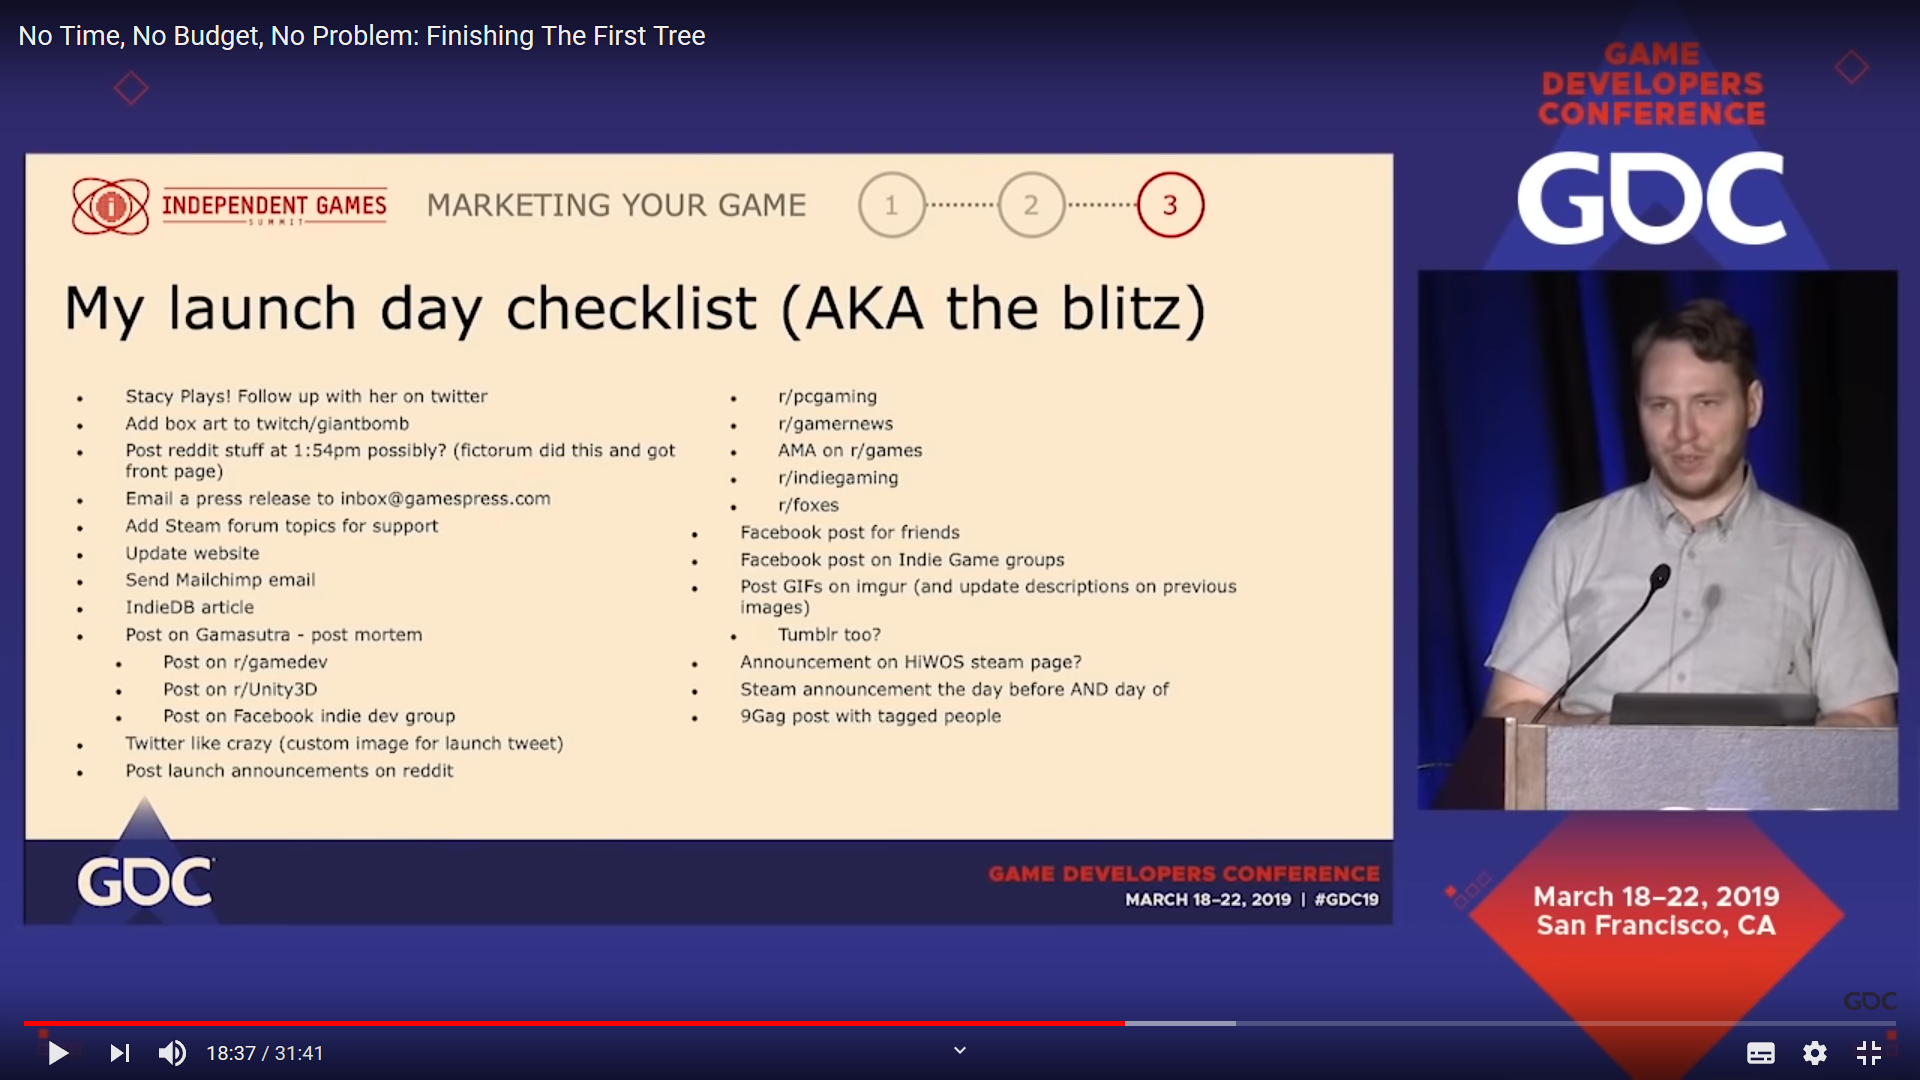 No Time, No Budget, No Problem: Finishing The First Tree
GAME
DEVELOPERS
CONFERENCE
GDC
INDEPENDENT GAMES
SUMMIT
MARKETING YOUR GAME
1
2
3
My launch day checklist (AKA the blitz)
Stacy Plays! Follow up with her on twitter
Add box art to twitch/giantbomb
Post reddit stuff at 1:54pm possibly? (fictorum did this and got
front page)
Email a press release to inbox@gamespress.com
Add Steam forum topics for support
Update website
Send Mailchimp email
IndieDB article
Post on Gamasutra - post mortem
Post on r/gamedev
Post on r/Unity3D
Post on Facebook indie dev group
Twitter like crazy (custom image for launch tweet)
Post launch announcements on reddit
r/pcgaming
r/gamernews
AMA on r/games
r/indiegaming
r/foxes
Facebook post for friends
Facebook post on Indie Game groups
Post GIFs on imgur (and update descriptions on previous
images)
Tumblr too?
Announcement on HiWOS steam page?
Steam announcement the day before AND day of
9Gag post with tagged people
GDC
GAME DEVELOPERS CONFERENCE
MARCH 18–22, 2019 | #GDC19
March 18–22, 2019
San Francisco, CA
GDC
18:37 / 31:41